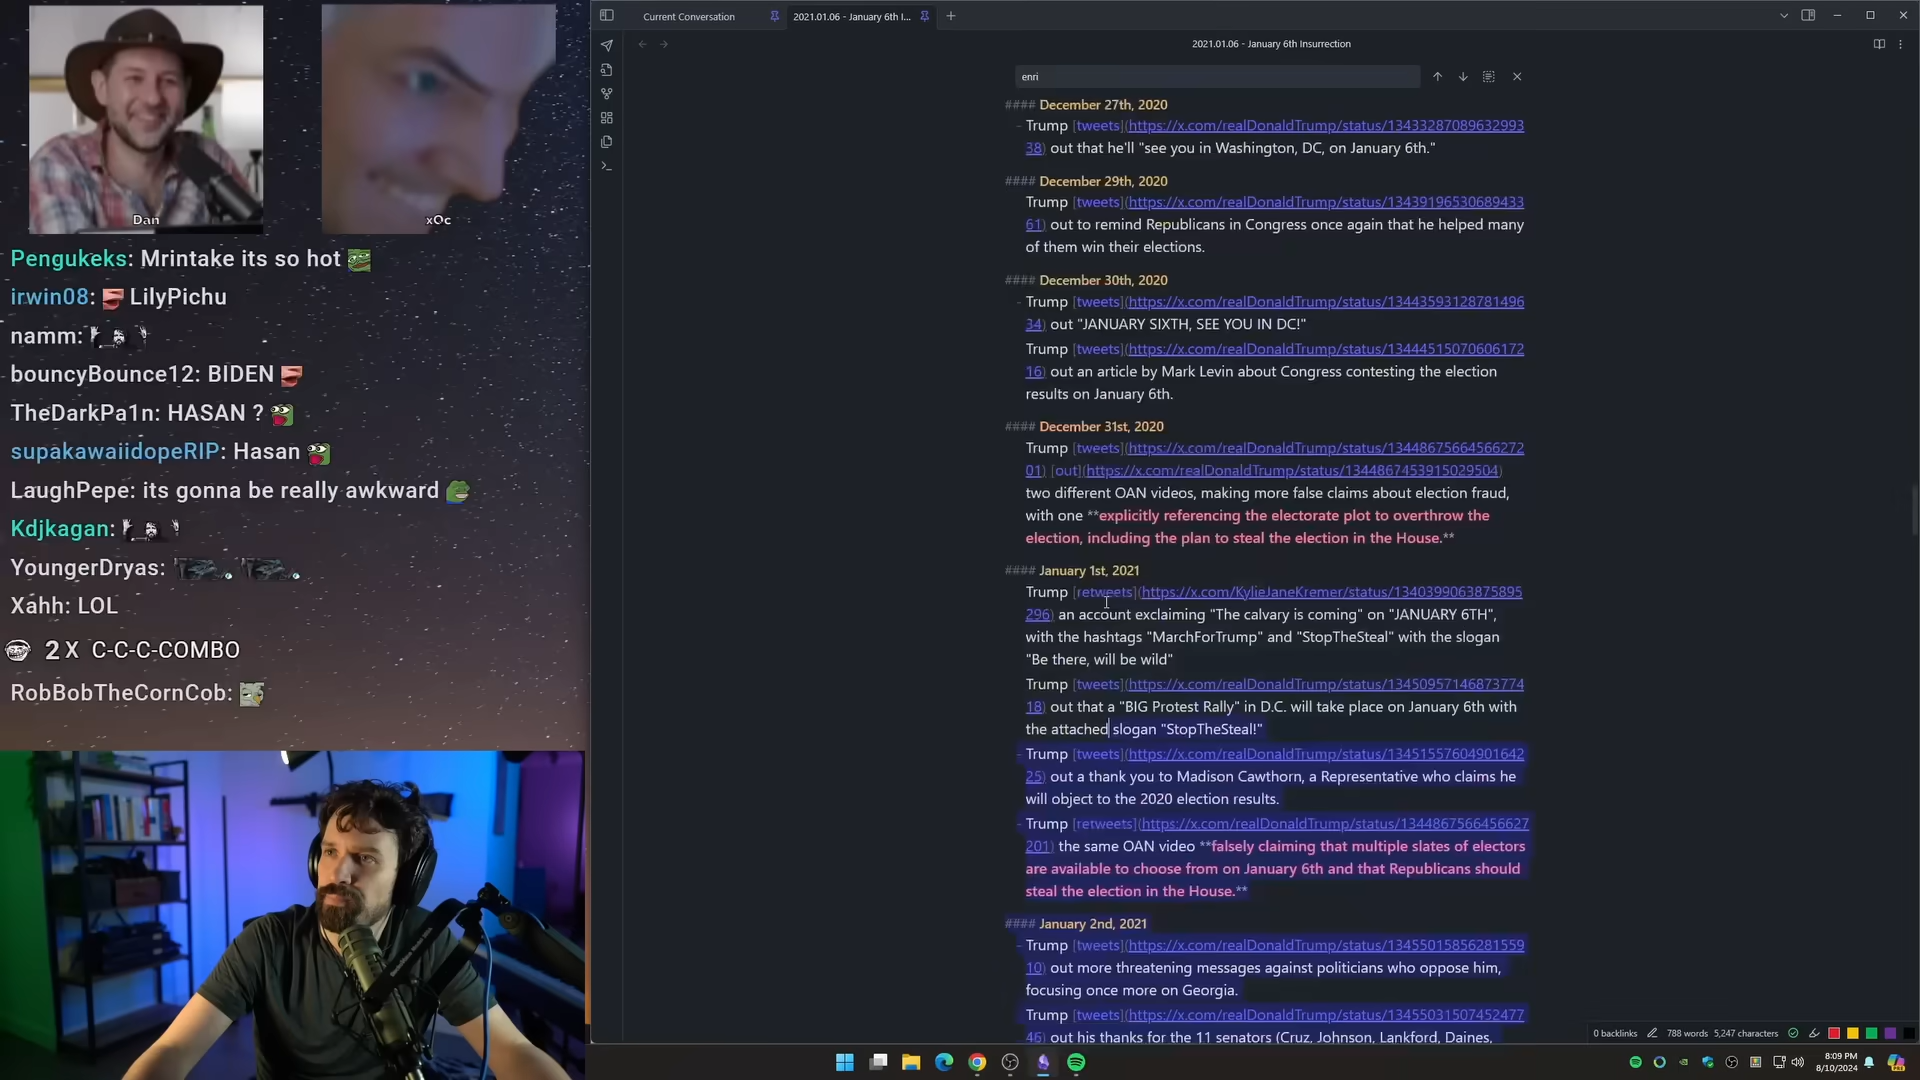 Dan
xQc
Pengukeks: Mrintake its so hot
irwin08: LilyPichu
namm:
bouncyBounce12: BIDEN
TheDarkPa1n: HASAN ?
supakawaiidopeRIP: Hasan
LaughPepe: its gonna be really awkward
Kdjkagan:
YoungerDryas:
Xahh: LOL
2 X C-C-C-COMBO
RobBobTheCornCob:
Current Conversation
2021.01.06 - January 6th I...
2021.01.06 - January 6th Insurrection
enri
#### December 27th, 2020
- Trump [tweets](https://x.com/realDonaldTrump/status/13433287089632993
38) out that he'll "see you in Washington, DC, on January 6th."
#### December 29th, 2020
Trump [tweets](https://x.com/realDonaldTrump/status/13439196530689433
61) out to remind Republicans in Congress once again that he helped many
of them win their elections.
#### December 30th, 2020
- Trump [tweets](https://x.com/realDonaldTrump/status/13443593128781496
34) out "JANUARY SIXTH, SEE YOU IN DC!"
Trump [tweets](https://x.com/realDonaldTrump/status/13444515070606172
16) out an article by Mark Levin about Congress contesting the election
results on January 6th.
#### December 31st, 2020
Trump [tweets](https://x.com/realDonaldTrump/status/13448675664566272
01) [out](https://x.com/realDonaldTrump/status/1344867453915029504)
two different OAN videos, making more false claims about election fraud,
with one **explicitly referencing the electorate plot to overthrow the
election, including the plan to steal the election in the House.**
#### January 1st, 2021
Trump [retweets](https://x.com/KylieJaneKremer/status/1340399063875895
296) an account exclaiming "The calvary is coming" on "JANUARY 6TH",
with the hashtags "MarchForTrump" and "StopTheSteal" with the slogan
"Be there, will be wild"
Trump [tweets](https://x.com/realDonaldTrump/status/13450957146873774
18) out that a "BIG Protest Rally" in D.C. will take place on January 6th with
the attached slogan "StopTheSteal!"
- Trump [tweets](https://x.com/realDonaldTrump/status/13451557604901642
25) out a thank you to Madison Cawthorn, a Representative who claims he
will object to the 2020 election results.
- Trump [retweets](https://x.com/realDonaldTrump/status/1344867566456627
201) the same OAN video **falsely claiming that multiple slates of electors
are available to choose from on January 6th and that Republicans should
steal the election in the House.**
#### January 2nd, 2021
- Trump [tweets](https://x.com/realDonaldTrump/status/13455015856281559
10) out more threatening messages against politicians who oppose him,
focusing once more on Georgia.
Trump [tweets](https://x.com/realDonaldTrump/status/13455031507452477
46) out his thanks for the 11 senators (Cruz, Johnson, Lankford, Daines,
0 backlinks
788 words
5,247 characters
8:09 PM
8/10/2024